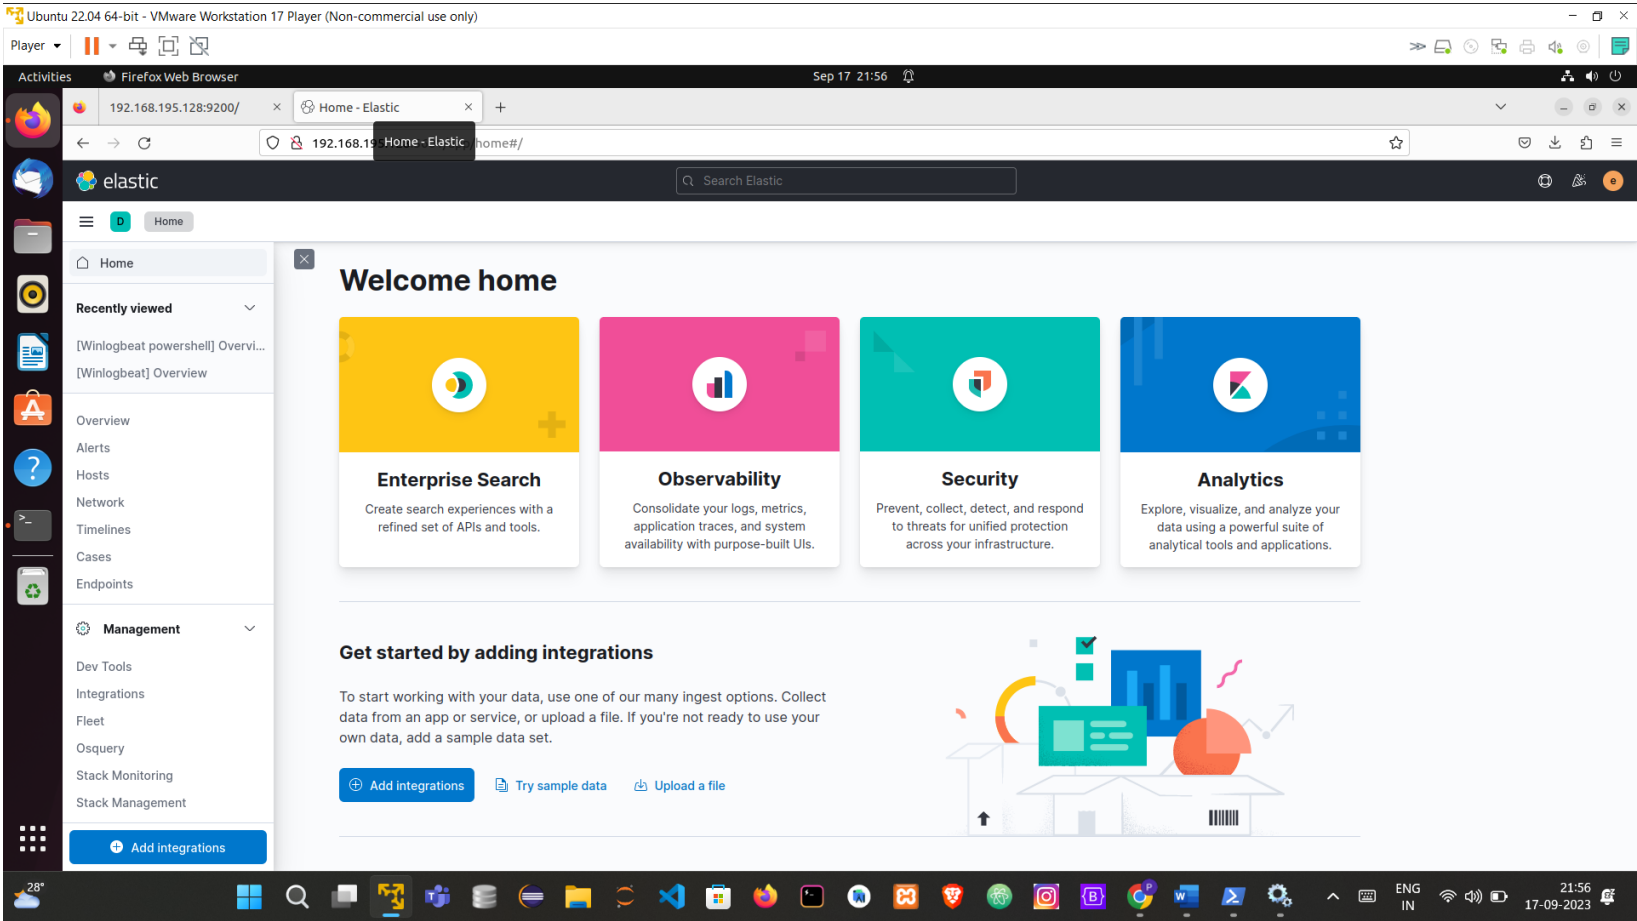 Ubuntu 22.04 64-bit - VMware Workstation 17 Player (Non-commercial use only)
Player
Activities
Firefox Web Browser
Sep 17 21:56
192.168.195.128:9200/
Home - Elastic
192.168.19
Home - Elastic
/home#/
elastic
Search Elastic
e
D
Home
Home
Recently viewed
[Winlogbeat powershell] Overvi...
[Winlogbeat] Overview
Overview
Alerts
Hosts
Network
Timelines
Cases
Endpoints
Management
Dev Tools
Integrations
Fleet
Osquery
Stack Monitoring
Stack Management
Add integrations
Welcome home
Enterprise Search
Create search experiences with a
refined set of APIs and tools.
Observability
Consolidate your logs, metrics,
application traces, and system
availability with purpose-built UIs.
Security
Prevent, collect, detect, and respond
to threats for unified protection
across your infrastructure.
Analytics
Explore, visualize, and analyze your
data using a powerful suite of
analytical tools and applications.
Get started by adding integrations
To start working with your data, use one of our many ingest options. Collect
data from an app or service, or upload a file. If you're not ready to use your
own data, add a sample data set.
Add integrations
Try sample data
Upload a file
28°
P
ENG
IN
21:56
17-09-2023